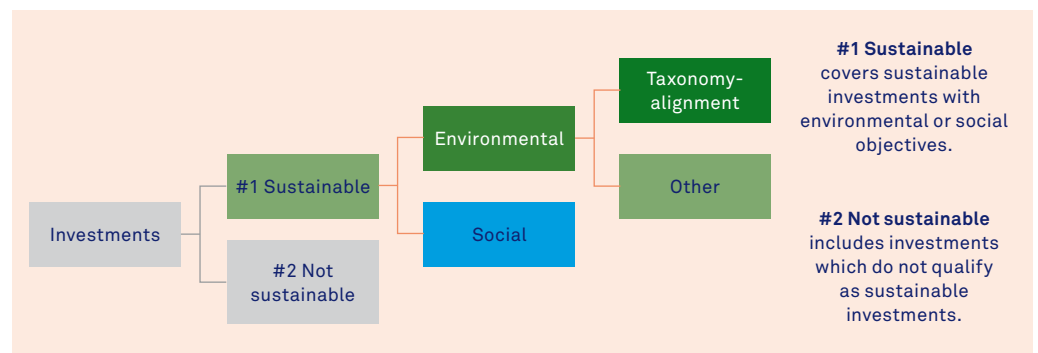 Investments
#1 Sustainable
#2 Not
sustainable
Environmental
Social
Taxonomy-
alignment
Other
#1 Sustainable
covers sustainable
investments with
environmental or social
objectives.
#2 Not sustainable
includes investments
which do not qualify
as sustainable
investments.